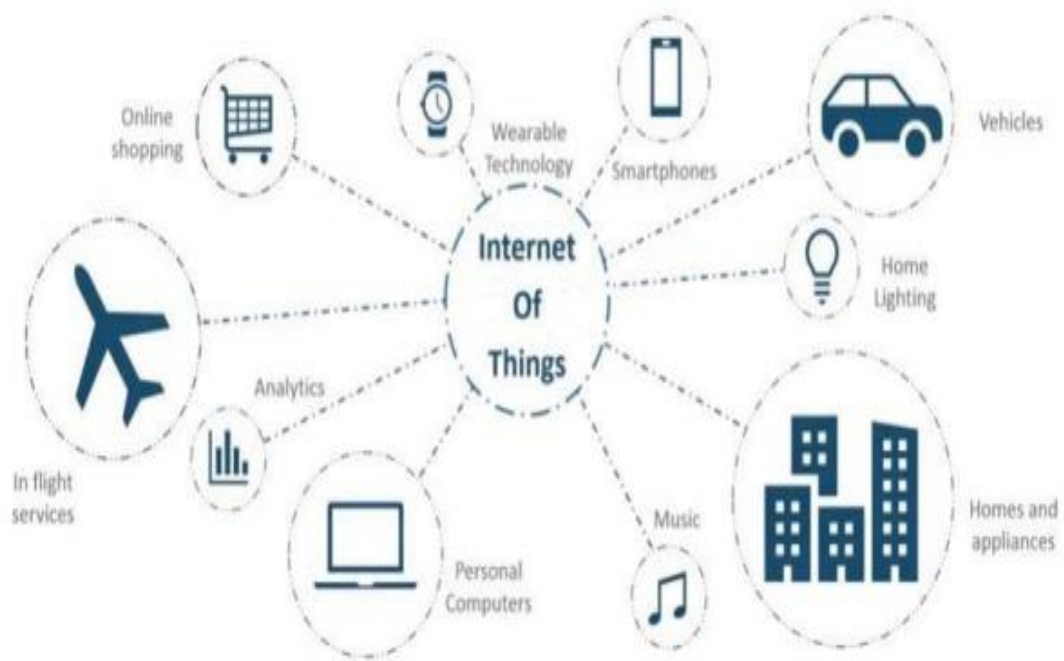 Online
shopping
Wearable
Technology
Smartphones
Vehicles
Internet
Of
Things
Home
Lighting
Analytics
In flight
services
Personal
Computers
Music
Homes and
appliances